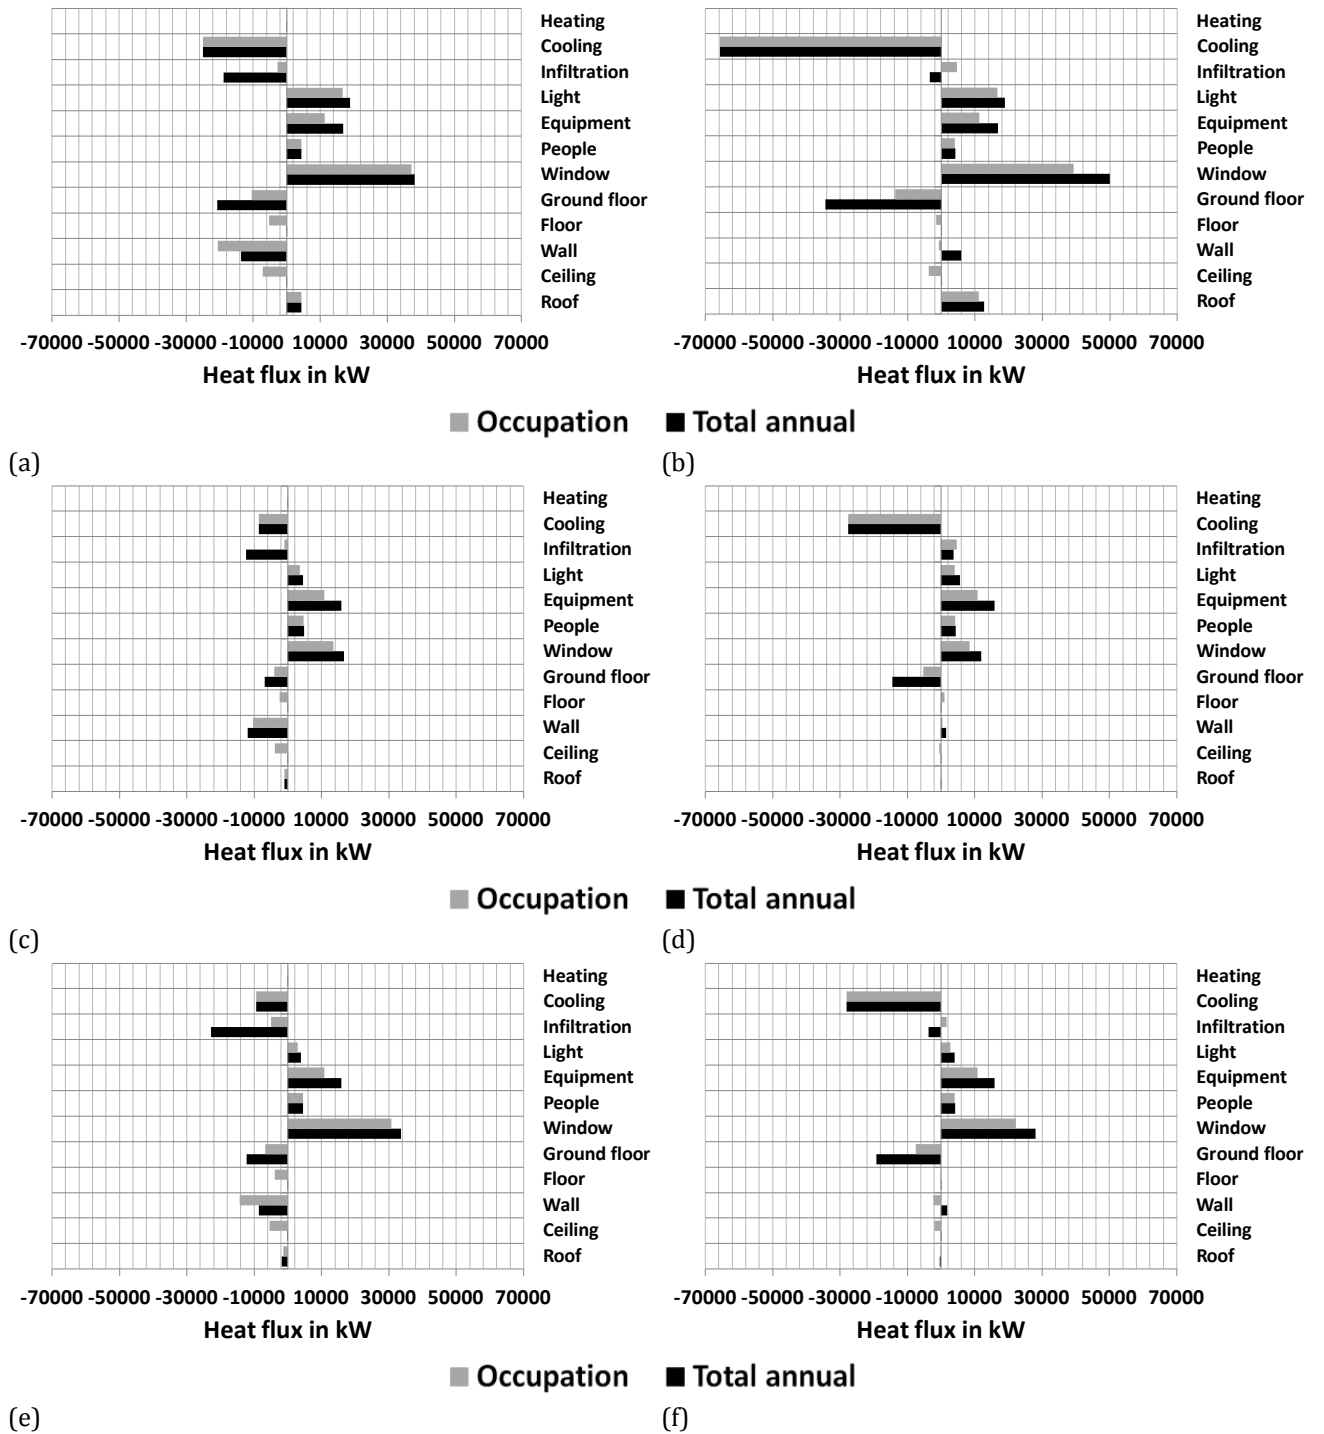 Heating
Cooling
Infiltration
Light
Equipment
People
Window
Ground floor
Floor
Wall
Ceiling
Roof
-70000 -50000 -30000 -10000 10000 30000 50000 70000
Heat flux in kW
Heating
Cooling
Infiltration
Light
Equipment
People
Window
Ground floor
Floor
Wall
Ceiling
Roof
-70000 -50000 -30000 -10000 10000 30000 50000 70000
Heat flux in kW
Occupation Total annual
(a) (b)
Heating
Cooling
Infiltration
Light
Equipment
People
Window
Ground floor
Floor
Wall
Ceiling
Roof
-70000 -50000 -30000 -10000 10000 30000 50000 70000
Heat flux in kW
Heating
Cooling
Infiltration
Light
Equipment
People
Window
Ground floor
Floor
Wall
Ceiling
Roof
-70000 -50000 -30000 -10000 10000 30000 50000 70000
Heat flux in kW
Occupation Total annual
(c) (d)
Heating
Cooling
Infiltration
Light
Equipment
People
Window
Ground floor
Floor
Wall
Ceiling
Roof
-70000 -50000 -30000 -10000 10000 30000 50000 70000
Heat flux in kW
Heating
Cooling
Infiltration
Light
Equipment
People
Window
Ground floor
Floor
Wall
Ceiling
Roof
-70000 -50000 -30000 -10000 10000 30000 50000 70000
Heat flux in kW
Occupation Total annual
(e) (f)